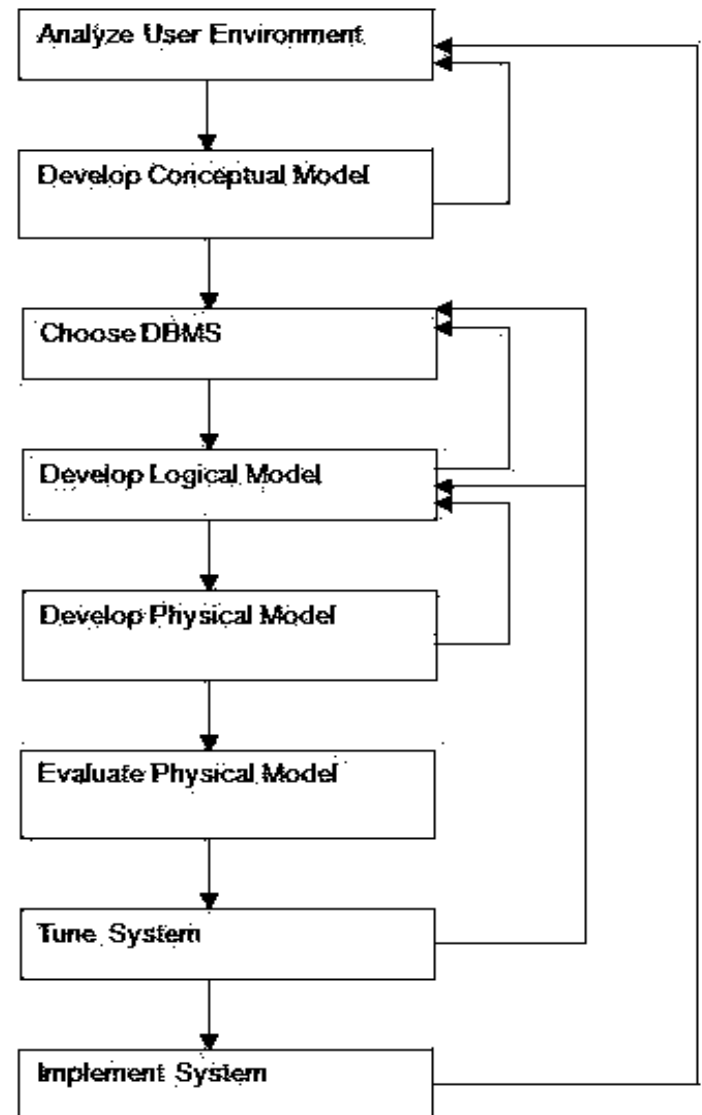 Analyze User Environment
Develop Conceptual Model
Choose DBMS
Develop Logical Model
Develop Physical Model
Evaluate Physical Model
Tune System
Implement System